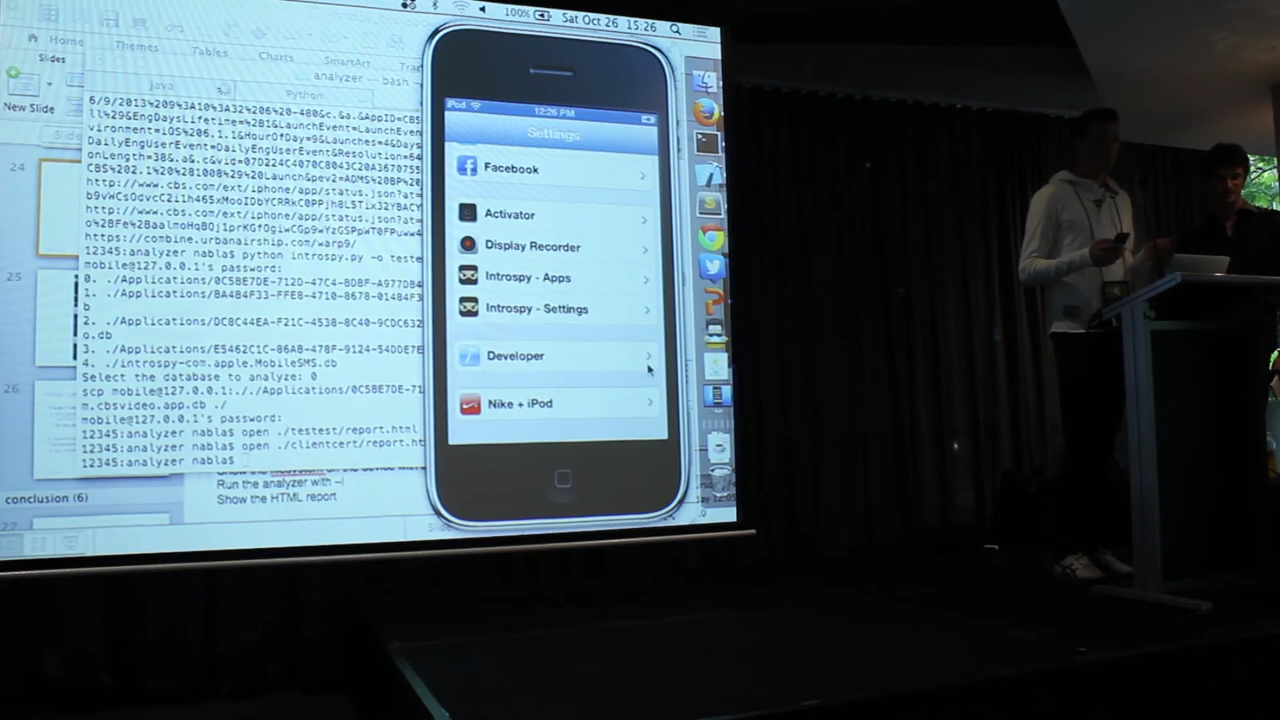 100%
Sat Oct 26 15:26
Home
Themes
Tables
Charts
SmartArt
Slides
analyzer — bash
java
Python
New Slide
6/9/2013%209%3A10%3A32%206%20-480&c.&a.&AppID=CBS
ll%29&EngDaysLifetime=%281&LaunchEvent=LaunchEven
vironment=iOS%206.1.1&HourOfDay=9&Launches=4&Days
DailyEngUserEvent=DailyEngUserEvent&Resolution=64
onLength=38&.a&.c&vid=07D224C4070C8043C20A3670755
CBS%202.1%20%281008%29%20Launch&pev2=ADMS%20BP%20
http://www.cbs.com/ext/iphone/app/status.json?at=
http://www.cbs.com/ext/iphone/app/status.json?at=
https://combine.urbanairship.com/warp9/
12345:analyzer nabla$ python introspy.py -o teste
mobile@127.0.0.1's password:
0. ./Applications/0C5BE7DE-712D-47C4-BDBF-A977DB4
1. ./Applications/BA4B4F33-FFE8-4710-8678-01484F3
b
2. ./Applications/DC8C44EA-F21C-4538-8C40-9CDC632
o.db
3. ./Applications/E5462C1C-86AB-478F-9124-54DDE7E
4. ./introspy-com.apple.MobileSMS.db
Select the database to analyze: 0
scp mobile@127.0.0.1:././Applications/0C5BE7DE-71
m.cbsvideo.app.db ./
mobile@127.0.0.1's password:
12345:analyzer nabla$ open ./testest/report.html
12345:analyzer nabla$ open ./clientcert/report.ht
12345:analyzer nabla$
24
25
26
conclusion (6)
27
Run the analyzer with –l
Show the HTML report
iPod
12:26 PM
Settings
Facebook
Activator
Display Recorder
Introspy - Apps
Introspy - Settings
Developer
Nike + iPod